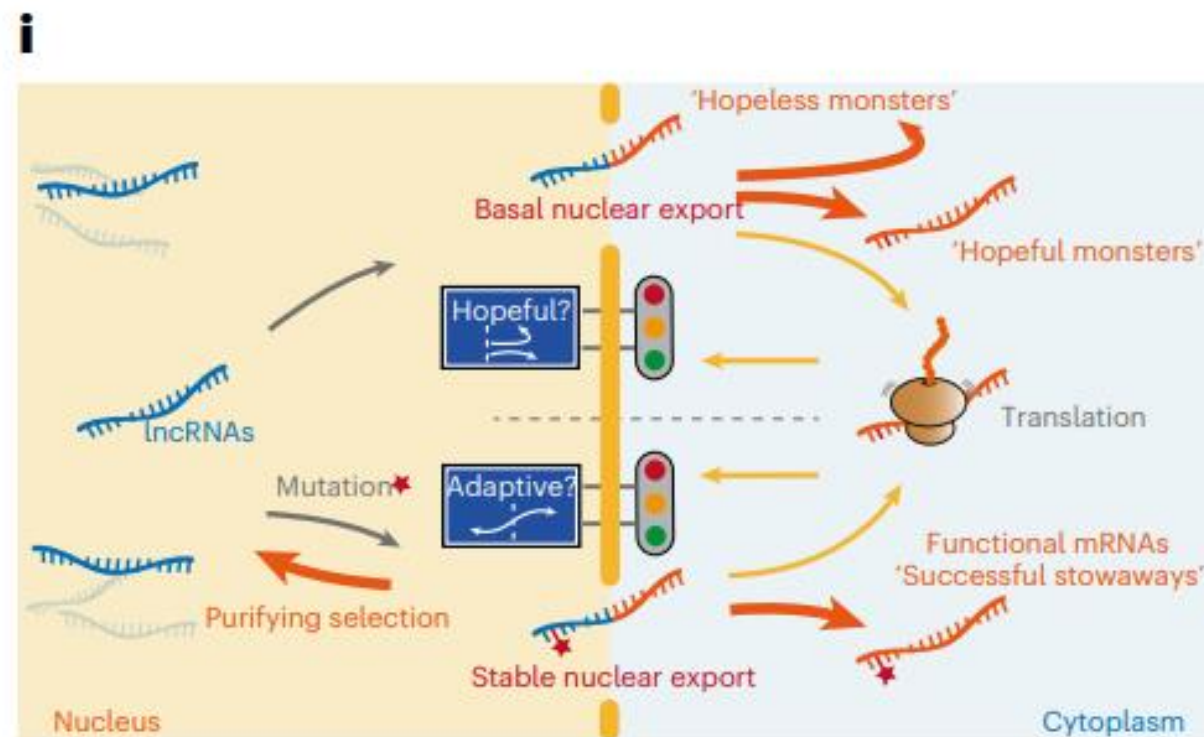 i
'Hopeless monsters'
Basal nuclear export
'Hopeful monsters'
Hopeful?
lncRNAs
Translation
Mutation
Adaptive?
Functional mRNAs
'Successful stowaways'
Purifying selection
Stable nuclear export
Nucleus
Cytoplasm